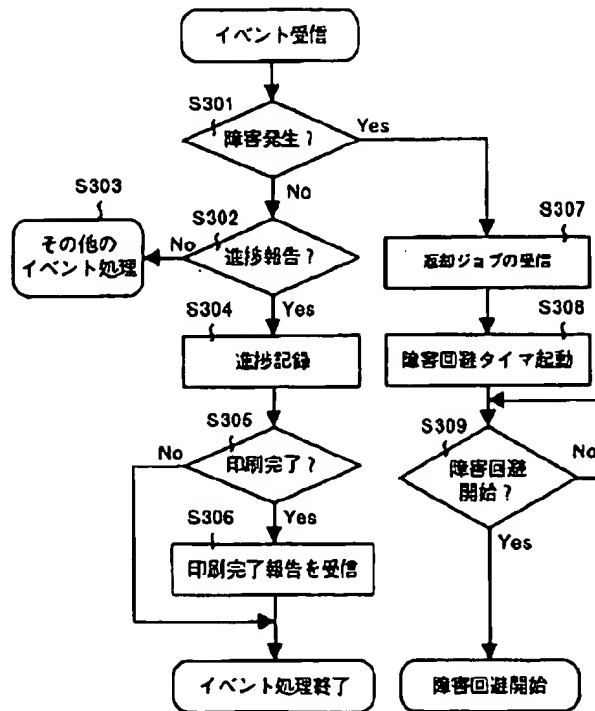 イベント受信
S301
障害発生?
Yes
No
S303
その他の
イベント処理
S302
No
進捗報告?
Yes
S304
進捗記録
S305
No
印刷完了?
Yes
S306
印刷完了報告を受信
イベント処理終了
S307
返却ジョブの受信
S308
障害回避タイマ起動
S309
障害回避
開始?
No
Yes
障害回避開始